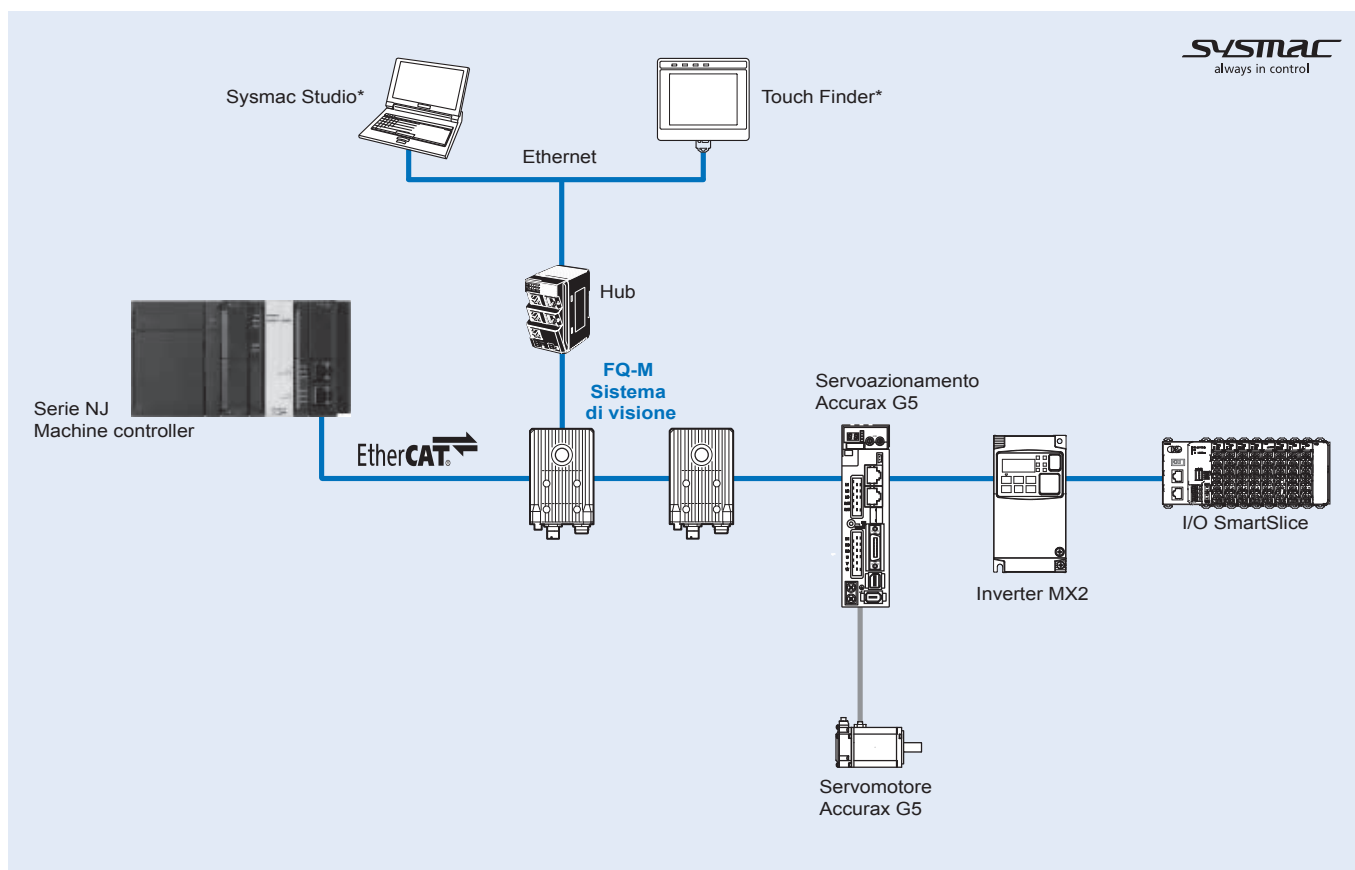 sysmac
always in control
Sysmac Studio*
Touch Finder*
Ethernet
Hub
FQ-M
Sistema
di visione
Serie NJ
Machine controller
EtherCAT®
Servoazionamento
Accurax G5
I/O SmartSlice
Inverter MX2
Servomotore
Accurax G5